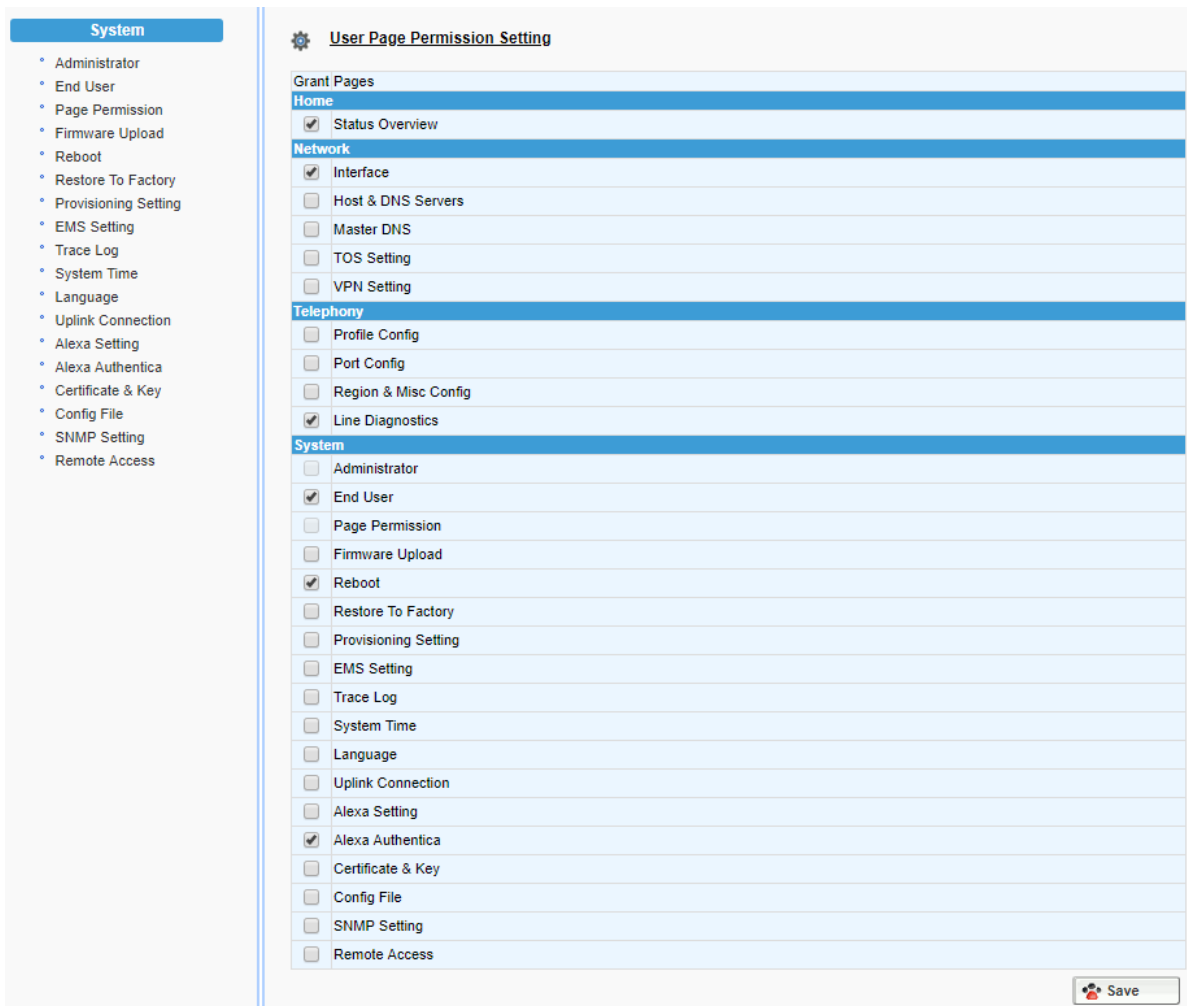 System
Administrator
End User
Page Permission
Firmware Upload
Reboot
Restore To Factory
Provisioning Setting
EMS Setting
Trace Log
System Time
Language
Uplink Connection
Alexa Setting
Alexa Authentica
Certificate & Key
Config File
SNMP Setting
Remote Access
User Page Permission Setting
Grant Pages
Home
Status Overview
Network
Interface
Host & DNS Servers
Master DNS
TOS Setting
VPN Setting
Telephony
Profile Config
Port Config
Region & Misc Config
Line Diagnostics
System
Administrator
End User
Page Permission
Firmware Upload
Reboot
Restore To Factory
Provisioning Setting
EMS Setting
Trace Log
System Time
Language
Uplink Connection
Alexa Setting
Alexa Authentica
Certificate & Key
Config File
SNMP Setting
Remote Access
Save